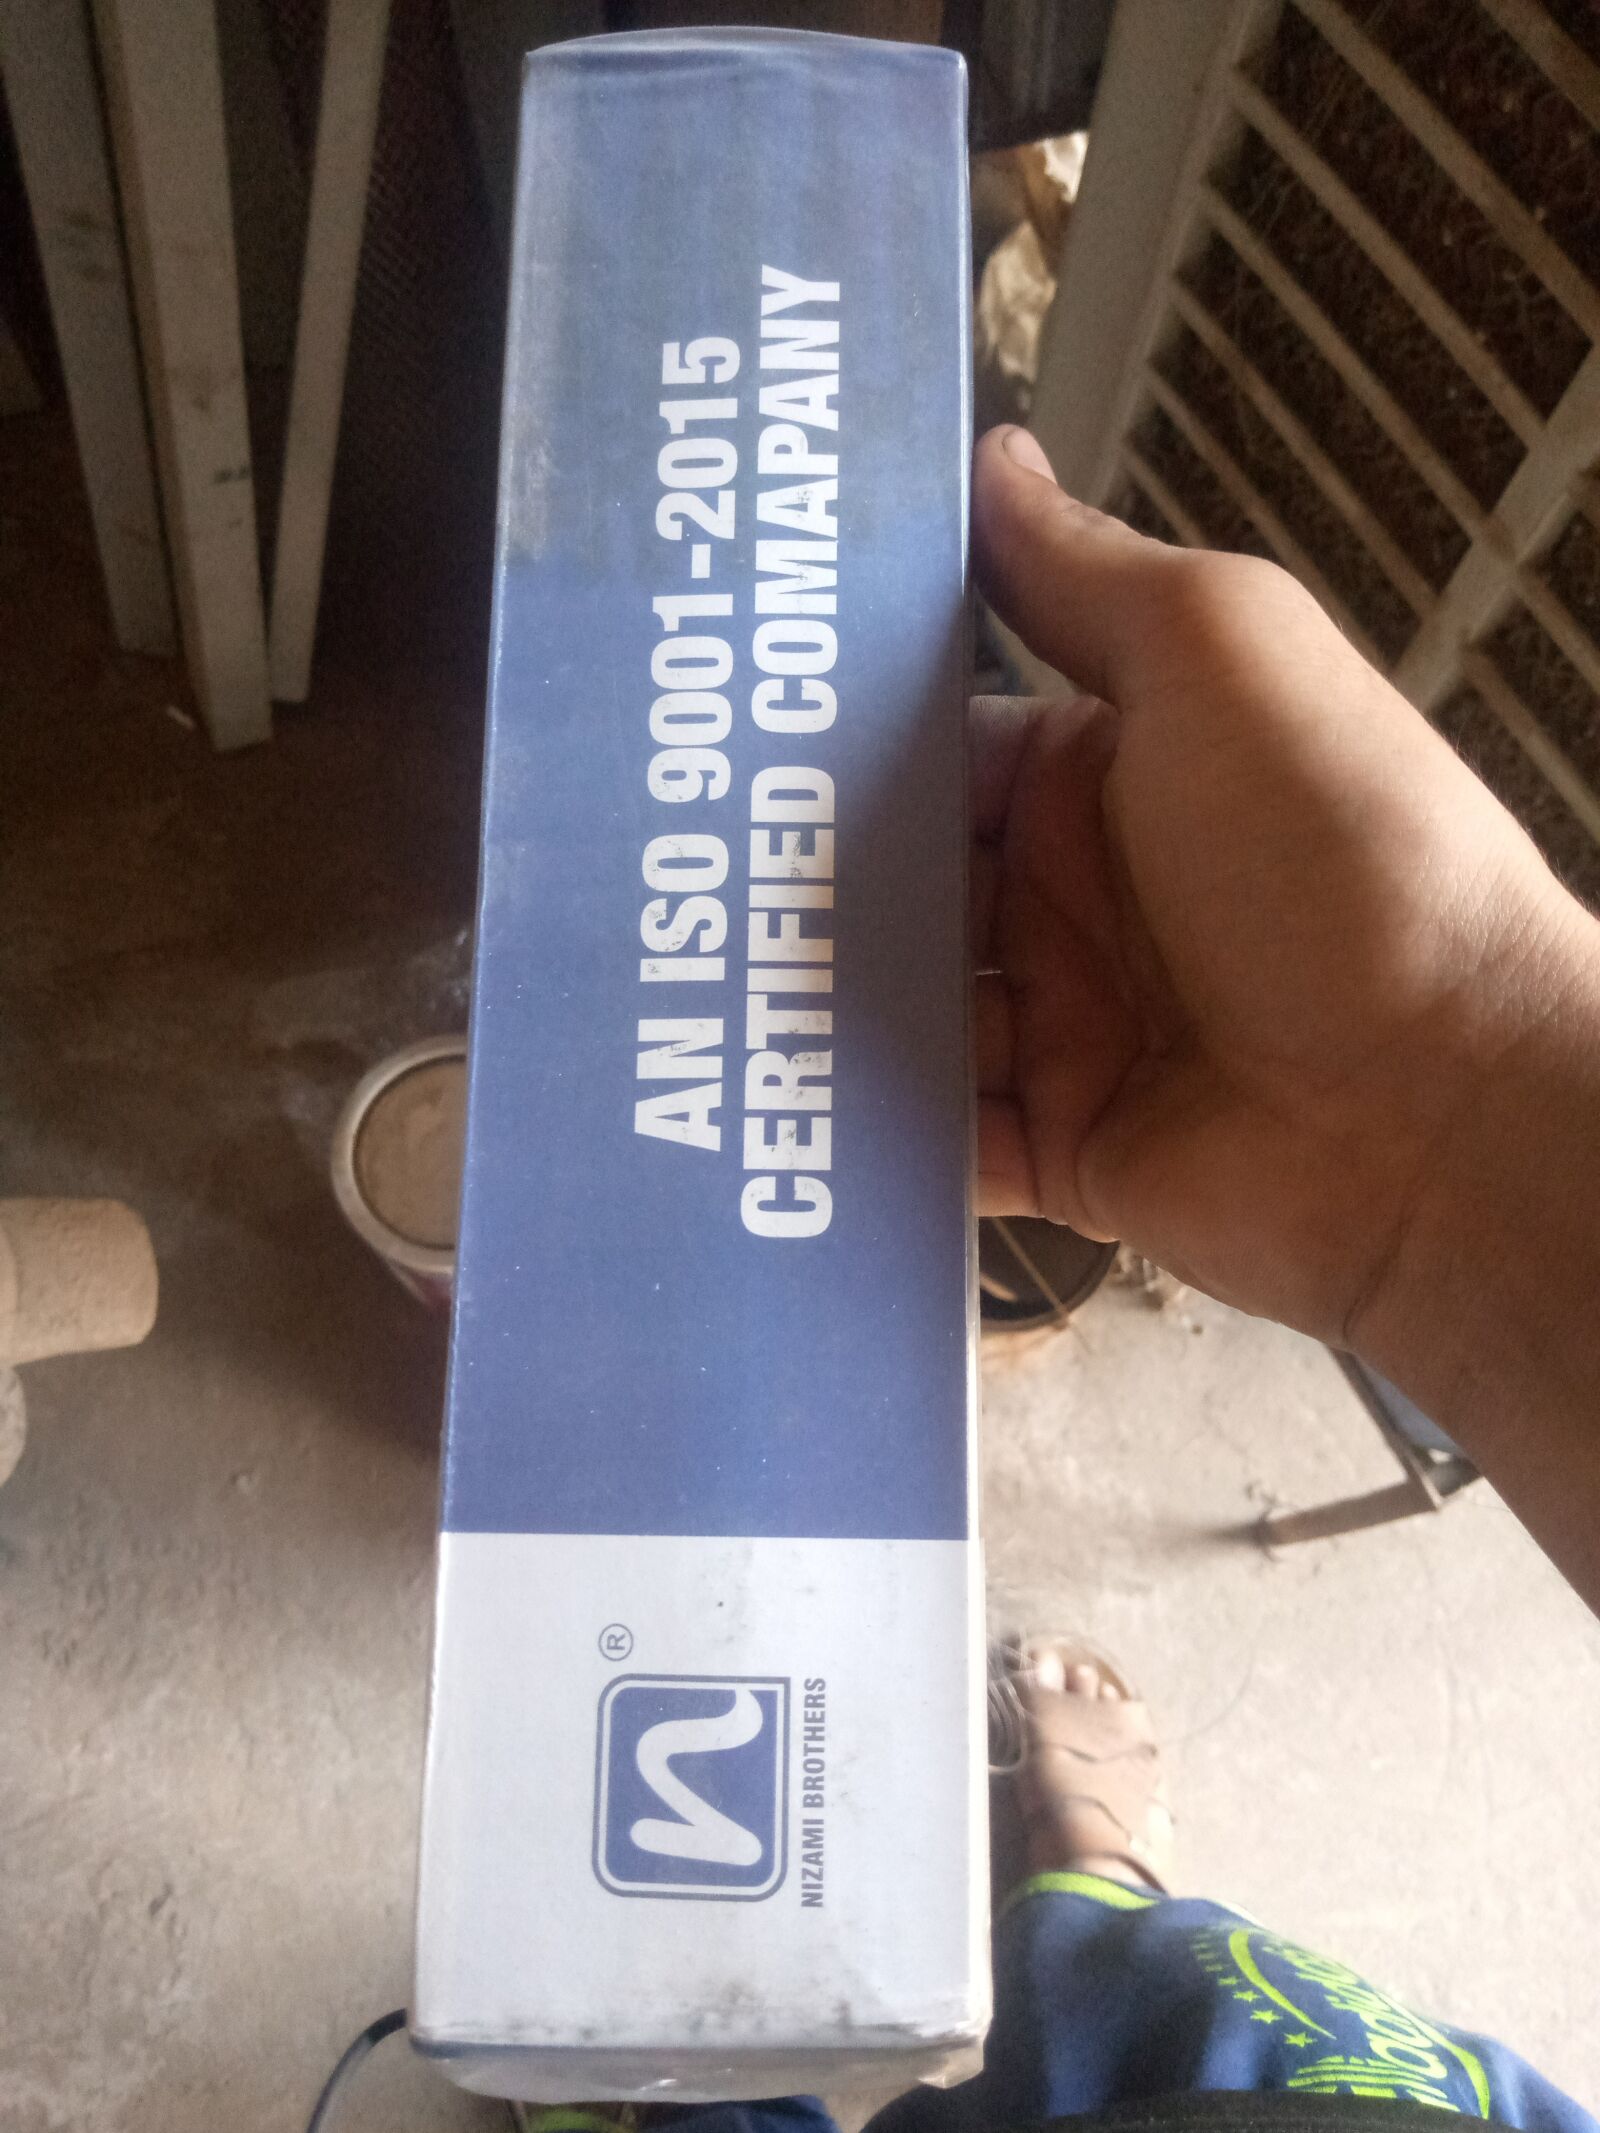 AN ISO 9001-2015
CERTIFIED COMAPANY
®
NIZAMI BROTHERS